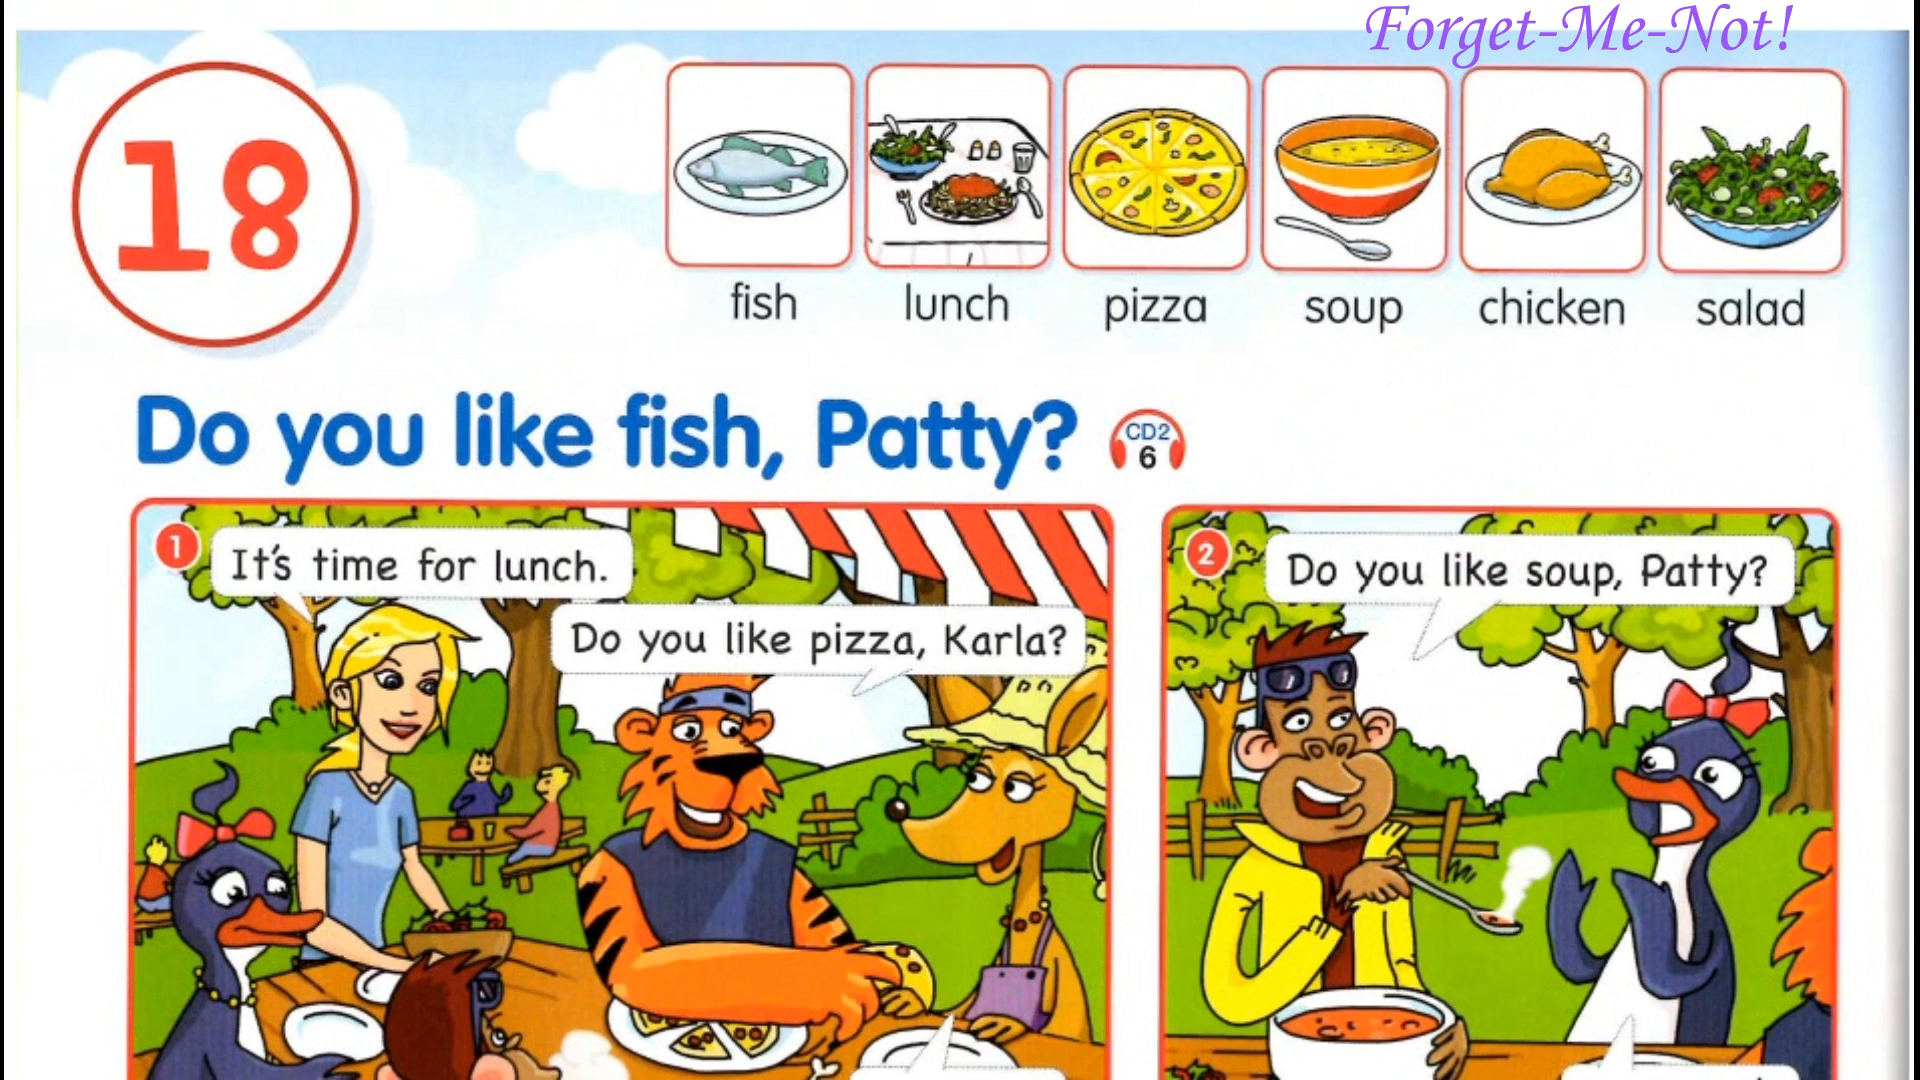 Forget-Me-Not!
18
fish lunch pizza soup chicken salad
Do you like fish, Patty?
CD2
6
1
It's time for lunch.
Do you like pizza, Karla?
2
Do you like soup, Patty?